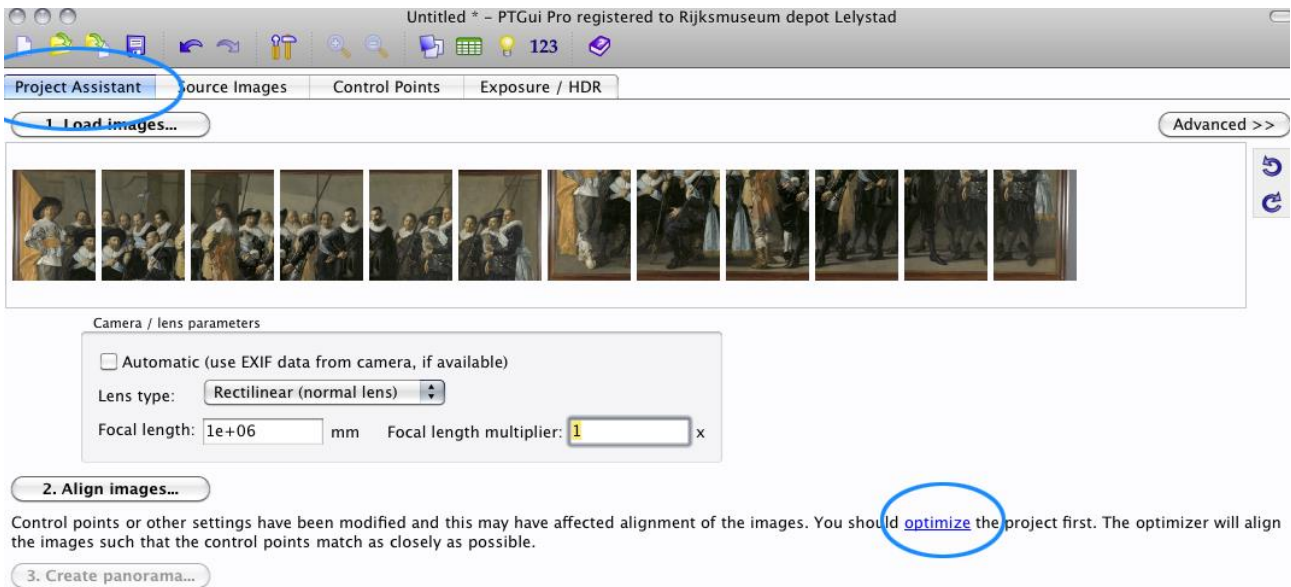 Untitled * – PTGui Pro registered to Rijksmuseum depot Lelystad
123
Project Assistant Source Images Control Points Exposure / HDR
1. Load images... Advanced >>
Camera / lens parameters
Automatic (use EXIF data from camera, if available)
Lens type: Rectilinear (normal lens)
Focal length: 1e+06 mm Focal length multiplier: 1 x
2. Align images...
Control points or other settings have been modified and this may have affected alignment of the images. You should optimize the project first. The optimizer will align
the images such that the control points match as closely as possible.
3. Create panorama...